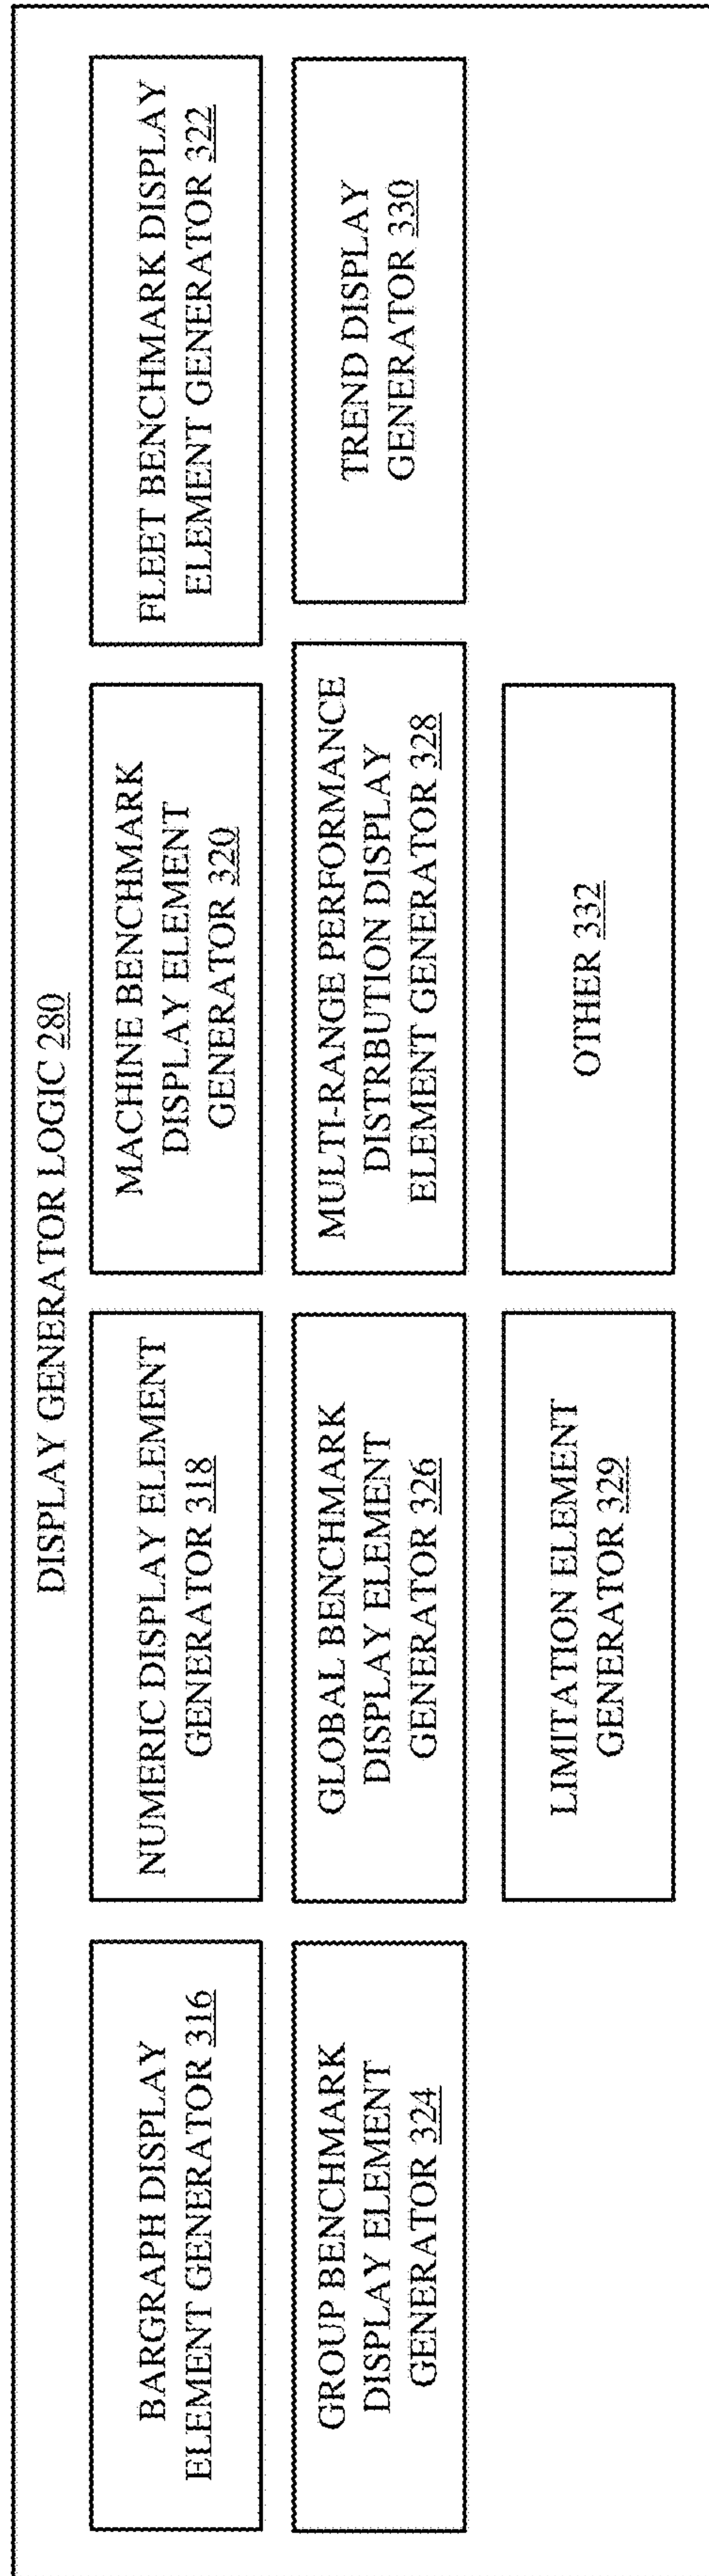 DISPLAY GENERATOR LOGIC 280
BARGRAPH DISPLAY
ELEMENT GENERATOR 316
NUMERIC DISPLAY ELEMENT
GENERATOR 318
MACHINE BENCHMARK
DISPLAY ELEMENT
GENERATOR 320
FLEET BENCHMARK DISPLAY
ELEMENT GENERATOR 322
GROUP BENCHMARK
DISPLAY ELEMENT
GENERATOR 324
GLOBAL BENCHMARK
DISPLAY ELEMENT
GENERATOR 326
MULTI-RANGE PERFORMANCE
DISTRBUTION DISPLAY
ELEMENT GENERATOR 328
TREND DISPLAY
GENERATOR 330
LIMITATION ELEMENT
GENERATOR 329
OTHER 332